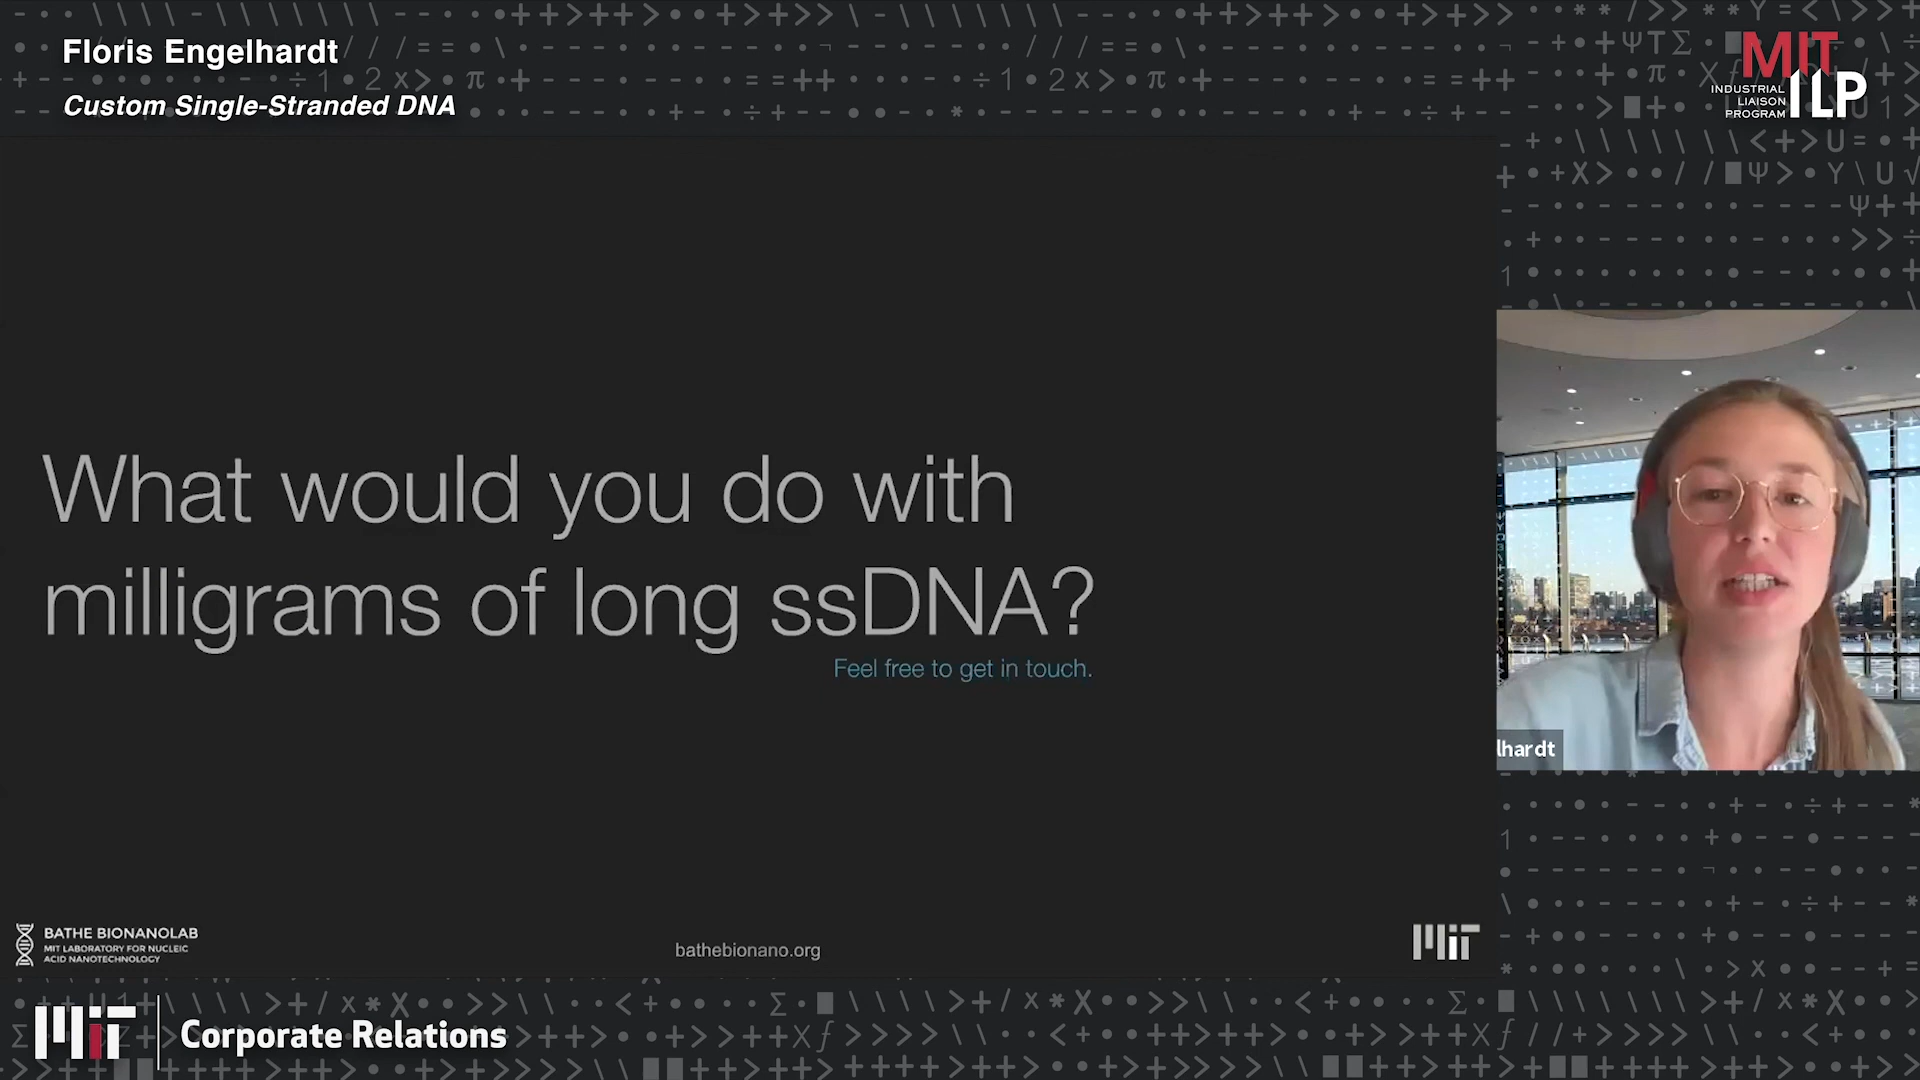 Floris Engelhardt
Custom Single-Stranded DNA
MIT
ILP
INDUSTRIAL
LIAISON
PROGRAM
What would you do with
milligrams of long ssDNA?
Feel free to get in touch.
lhardt
BATHE BIONANOLAB
MIT LABORATORY FOR NUCLEIC
ACID NANOTECHNOLOGY
bathebionano.org
MIT
MIT
Corporate Relations